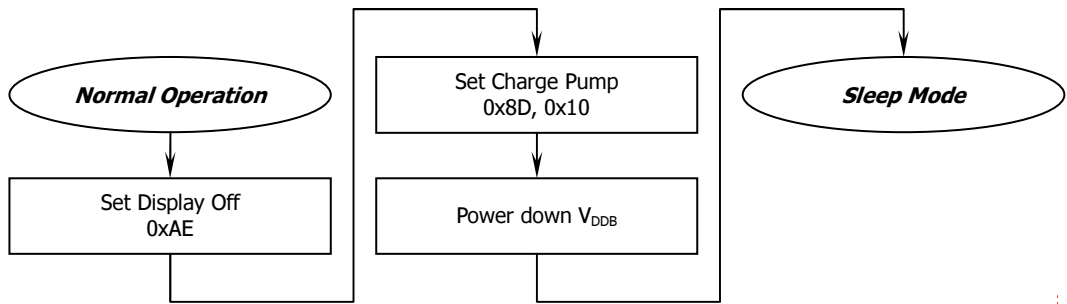 Normal Operation
Set Display Off
0xAE
Set Charge Pump
0x8D, 0x10
Power down VDDB
Sleep Mode